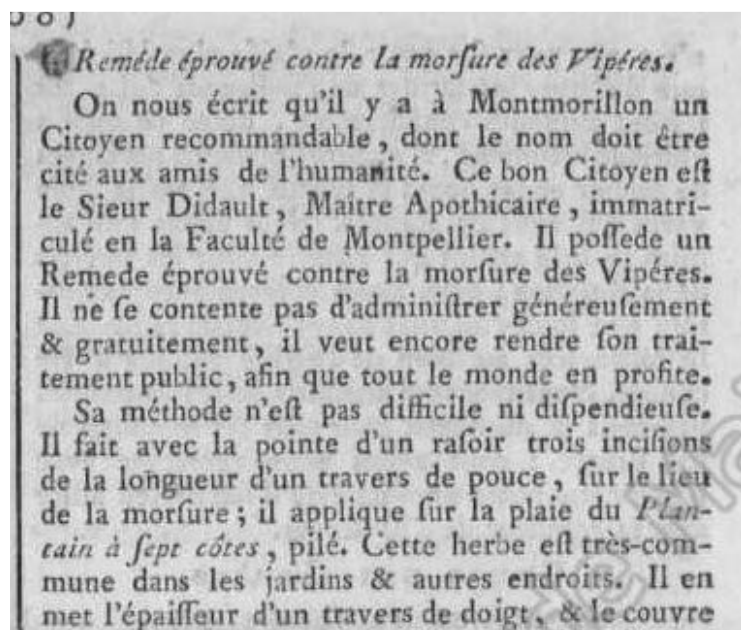 58)
Reméde éprouvé contre la morſure des Vipéres.
On nous écrit qu'il y a à Montmorillon un
Citoyen recommandable, dont le nom doit être
cité aux amis de l'humanité. Ce bon Citoyen eſt
le Sieur Didault, Maître Apothicaire, immatri-
culé en la Faculté de Montpellier. Il poſſede un
Remede éprouvé contre la morſure des Vipéres.
Il ne ſe contente pas d'adminiſtrer généreuſement
& gratuitement, il veut encore rendre ſon trai-
tement public, afin que tout le monde en profite.
Sa méthode n'eſt pas difficile ni diſpendieuſe.
Il fait avec la pointe d'un raſoir trois inciſions
de la longueur d'un travers de pouce, ſur le lieu
de la morſure; il applique ſur la plaie du Plan-
tain à ſept côtes, pilé. Cette herbe eſt très-com-
mune dans les jardins & autres endroits. Il en
met l'épaiſſeur d'un travers de doigt, & le couvre